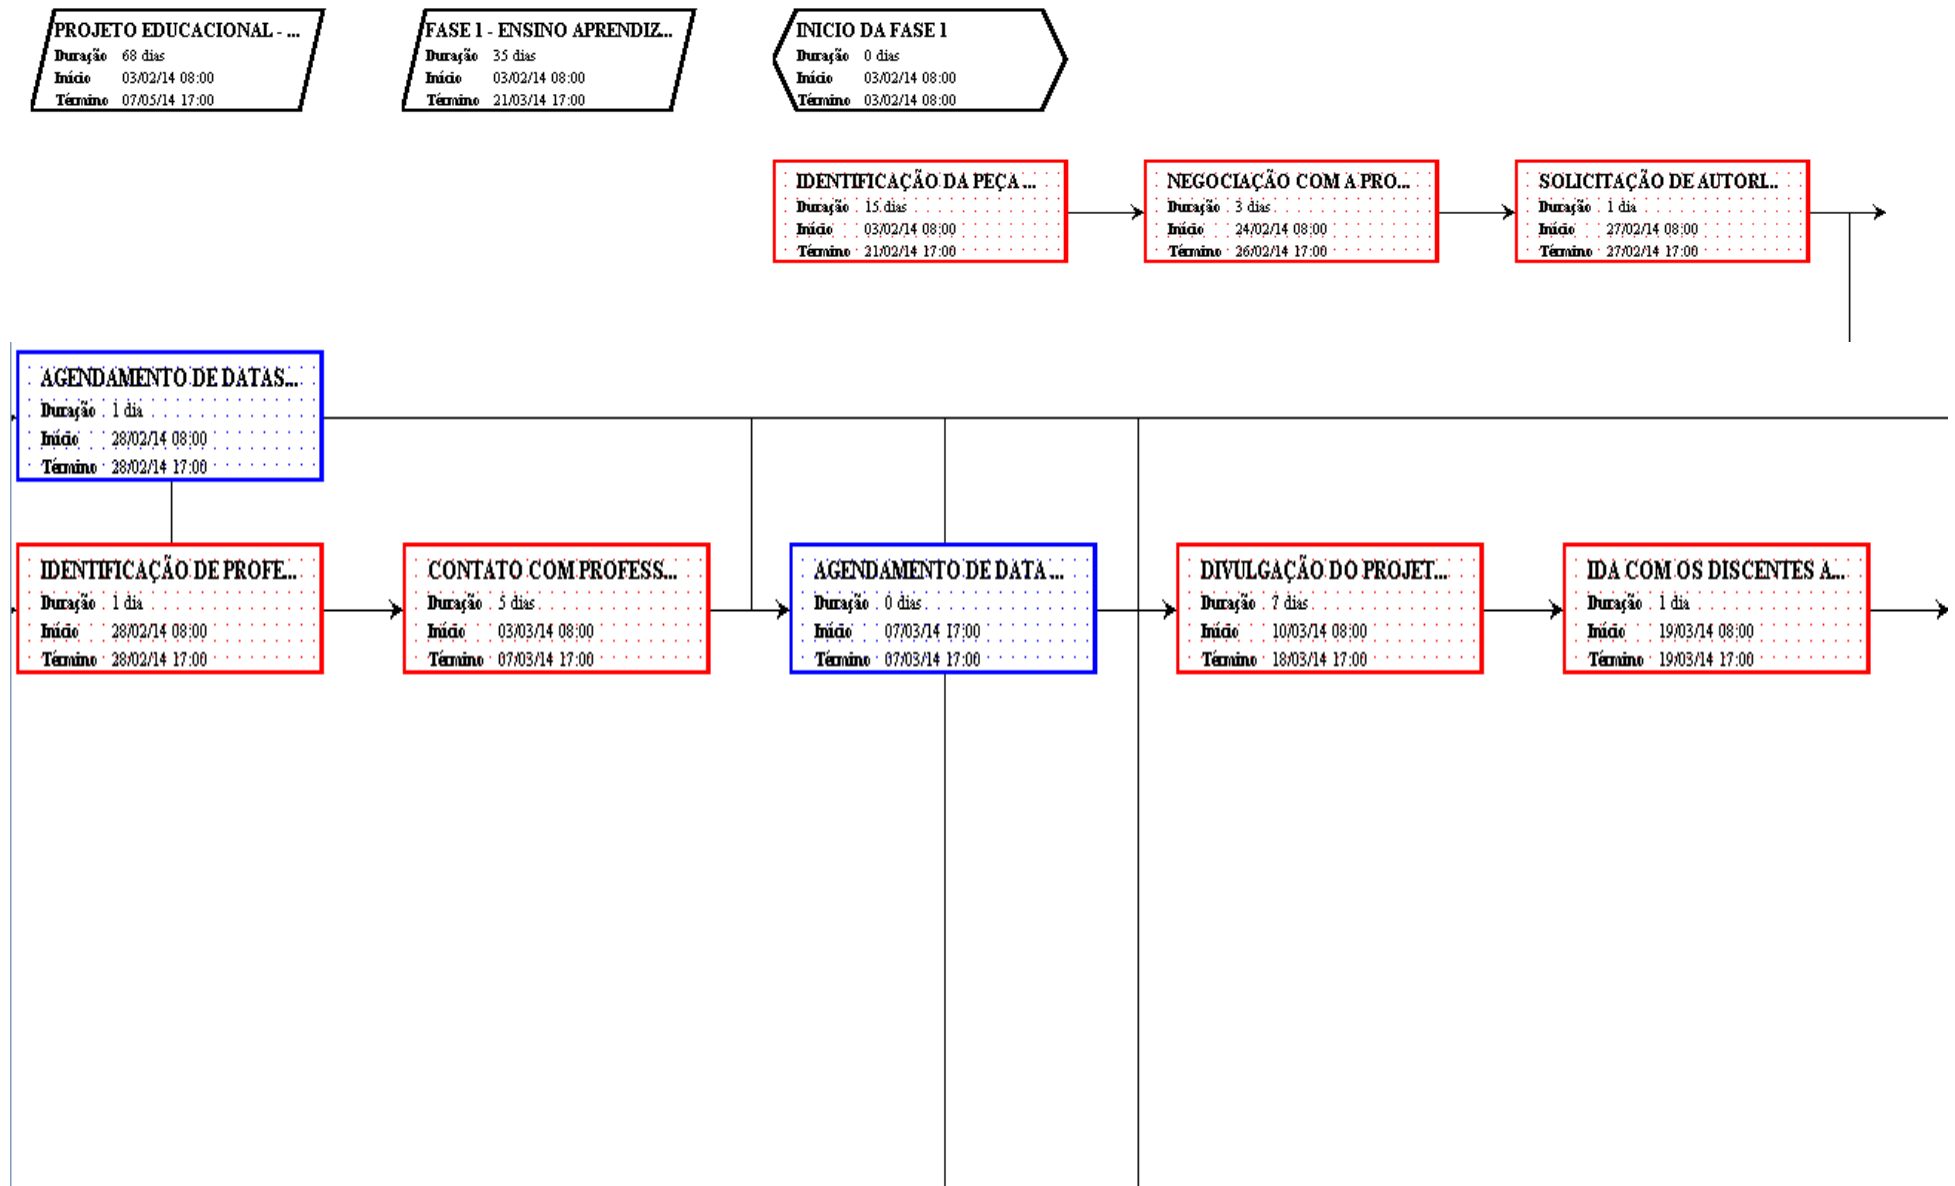 PROJETO EDUCACIONAL - ...
Duração 68 dias
Início 03/02/14 08:00
Término 07/05/14 17:00
FASE 1 - ENSINO APRENDIZ...
Duração 35 dias
Início 03/02/14 08:00
Término 21/03/14 17:00
INICIO DA FASE 1
Duração 0 dias
Início 03/02/14 08:00
Término 03/02/14 08:00
IDENTIFICAÇÃO DA PEÇA ...
Duração 15 dias
Início 03/02/14 08:00
Término 21/02/14 17:00
NEGOCIAÇÃO COM A PRO...
Duração 3 dias
Início 24/02/14 08:00
Término 26/02/14 17:00
SOLICITAÇÃO DE AUTORI...
Duração 1 dia
Início 27/02/14 08:00
Término 27/02/14 17:00
AGENDAMENTO DE DATAS...
Duração 1 dia
Início 28/02/14 08:00
Término 28/02/14 17:00
IDENTIFICAÇÃO DE PROFE...
Duração 1 dia
Início 28/02/14 08:00
Término 28/02/14 17:00
CONTATO COM PROFESS...
Duração 5 dias
Início 03/03/14 08:00
Término 07/03/14 17:00
AGENDAMENTO DE DATA ...
Duração 0 dias
Início 07/03/14 17:00
Término 07/03/14 17:00
DIVULGAÇÃO DO PROJET...
Duração 7 dias
Início 10/03/14 08:00
Término 18/03/14 17:00
IDA COM OS DISCENTES A...
Duração 1 dia
Início 19/03/14 08:00
Término 19/03/14 17:00